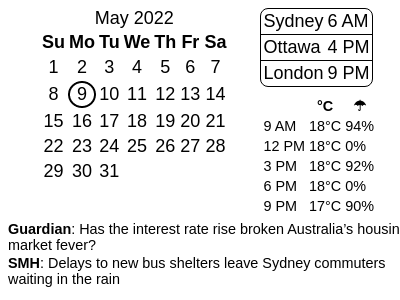 May 2022
Su Mo Tu We Th Fr Sa
1 2 3 4 5 6 7
8 9 10 11 12 13 14
15 16 17 18 19 20 21
22 23 24 25 26 27 28
29 30 31
Sydney 6 AM
Ottawa 4 PM
London 9 PM
°C ☂
9 AM 18°C 94%
12 PM 18°C 0%
3 PM 18°C 92%
6 PM 18°C 0%
9 PM 17°C 90%
Guardian: Has the interest rate rise broken Australia’s housin
market fever?
SMH: Delays to new bus shelters leave Sydney commuters
waiting in the rain